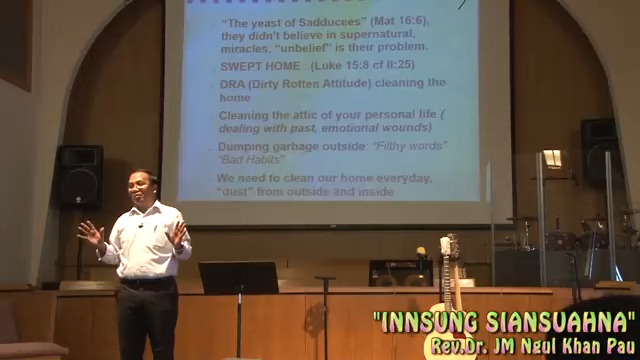 "The yeast of Sadducees" (Mat 16:6),
they didn't believe in supernatural,
miracles, "unbelief" is their problem.
SWEPT HOME : (Luke 15:8 cf II:25)
DRA (Dirty Rotten Attitude) cleaning the
home
Cleaning the attic of your personal life (
dealing with past, emotional wounds)
Dumping garbage outside: "Filthy words"
"Bad Habits"
We need to clean our home everyday,
"dust" from outside and inside
"INNSUNG SIANSUAHNA"
Rev.Dr. JM Ngul Khan Pau